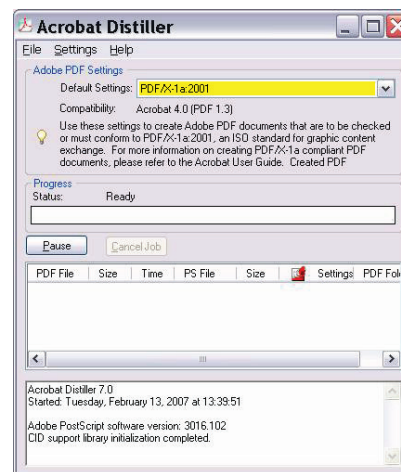 Acrobat Distiller
File Settings Help
Adobe PDF Settings
Default Settings: PDF/X-1a:2001
Compatibility: Acrobat 4.0 (PDF 1.3)
Use these settings to create Adobe PDF documents that are to be checked
or must conform to PDF/X-1a:2001, an ISO standard for graphic content
exchange. For more information on creating PDF/X-1a compliant PDF
documents, please refer to the Acrobat User Guide. Created PDF
Progress
Status: Ready
Pause Cancel Job
PDF File Size Time PS File Size Settings PDF Fol
Acrobat Distiller 7.0
Started: Tuesday, February 13, 2007 at 13:39:51
Adobe PostScript software version: 3016.102
CID support library initialization completed.